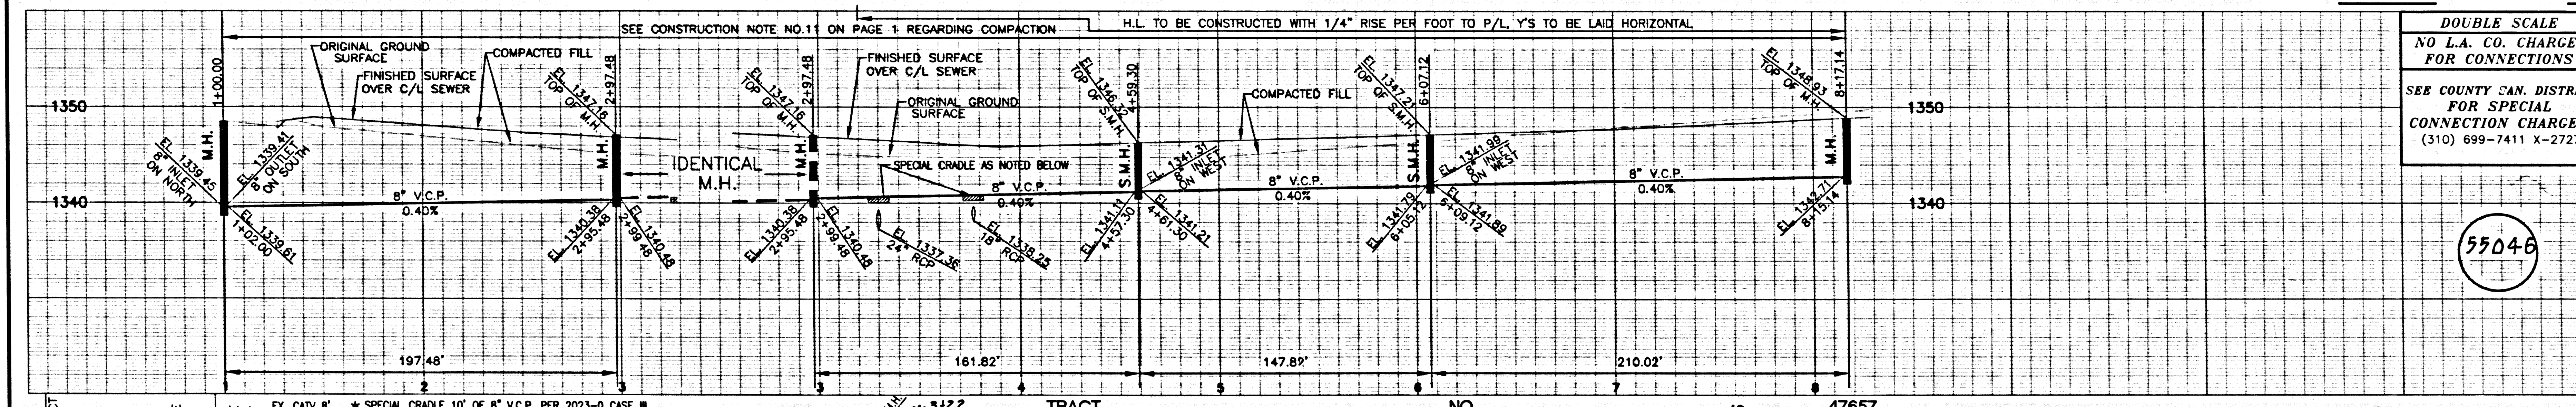 SEE CONSTRUCTION NOTE NO.11 ON PAGE 1 REGARDING COMPACTION
H.L. TO BE CONSTRUCTED WITH 1/4" RISE PER FOOT TO P/L, Y'S TO BE LAID HORIZONTAL
DOUBLE SCALE
NO L.A. CO. CHARGE
FOR CONNECTIONS
SEE COUNTY SAN. DISTRI
FOR SPECIAL
CONNECTION CHARGE
(310) 699-7411 X-272
55046
1350
1340
1350
1340
1+00.00
M.H.
EL. 1339.45
8" INLET
ON NORTH
EL. 1339.41
8" OUTLET
ON SOUTH
EL. 1339.61
1+02.00
ORIGINAL GROUND
SURFACE
FINISHED SURFACE
OVER C/L SEWER
COMPACTED FILL
8" V.C.P.
0.40%
EL. 1347.16
TOP OF M.H.
2+97.48
M.H.
EL. 1340.38
2+95.48
EL. 1340.48
2+99.48
IDENTICAL
M.H.
EL. 1347.16
TOP OF M.H.
2+97.48
M.H.
EL. 1340.38
2+95.48
EL. 1340.48
2+99.48
FINISHED SURFACE
OVER C/L SEWER
ORIGINAL GROUND
SURFACE
SPECIAL CRADLE AS NOTED BELOW
8" V.C.P.
0.40%
EL. 1337.36
24" RCP
EL. 1338.25
18" RCP
EL. 1346.32
TOP OF S.M.H.
4+59.30
S.M.H.
EL. 1341.31
8" INLET
ON WEST
EL. 1341.11
4+57.30
EL. 1341.21
4+61.30
COMPACTED FILL
8" V.C.P.
0.40%
EL. 1347.21
TOP OF S.M.H.
6+07.12
S.M.H.
EL. 1341.99
8" INLET
ON WEST
EL. 1341.79
6+05.12
EL. 1341.89
6+09.12
8" V.C.P.
0.40%
EL. 1348.93
TOP OF M.H.
8+17.14
M.H.
EL. 1342.71
8+15.14
197.48'
161.82'
147.89'
210.02'
1
2
3
3
4
5
6
7
8
EX. CATV 8'
* SPECIAL CRADLE 10' OF 8" V.C.P. PER 2023-0 CASE III
TRACT
NO.
47657